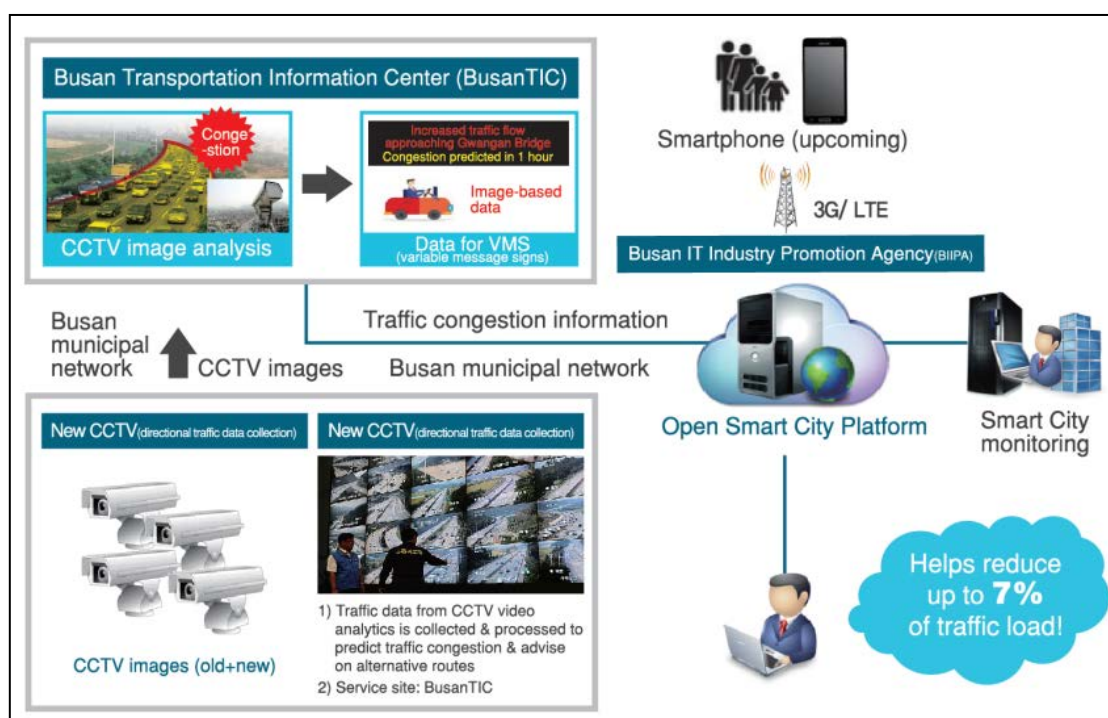 Busan Transportation Information Center (BusanTIC)
Conge
-stion
CCTV image analysis
Increased traffic flow
approaching Gwangan Bridge
Congestion predicted in 1 hour
Image-based
data
Data for VMS
(variable message signs)
Smartphone (upcoming)
3G/ LTE
Busan IT Industry Promotion Agency(BIIPA)
Busan
municipal
network
CCTV images
Traffic congestion information
Busan municipal network
Open Smart City Platform
Smart City
monitoring
New CCTV(directional traffic data collection)
CCTV images (old+new)
New CCTV(directional traffic data collection)
1) Traffic data from CCTV video
analytics is collected & processed to
predict traffic congestion & advise
on alternative routes
2) Service site: BusanTIC
Helps reduce
up to 7%
of traffic load!